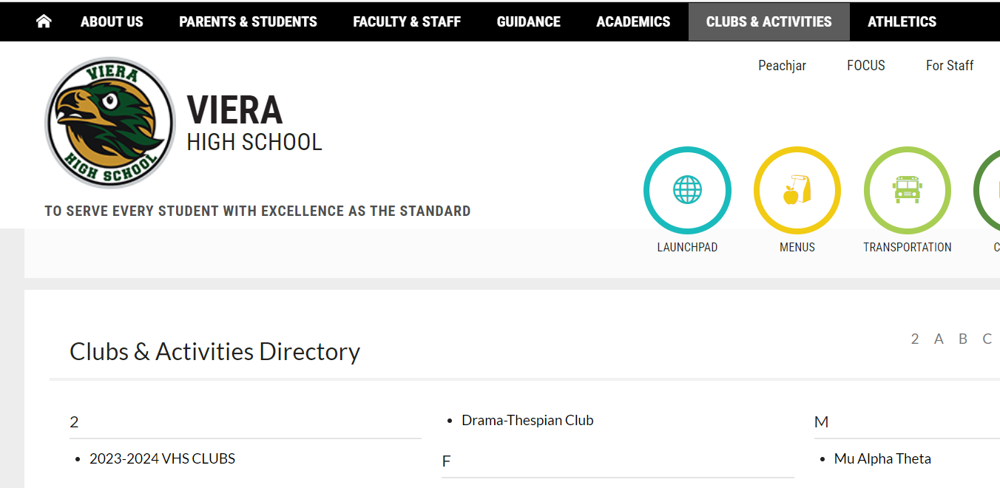 ABOUT US PARENTS & STUDENTS FACULTY & STAFF GUIDANCE ACADEMICS CLUBS & ACTIVITIES ATHLETICS
Peachjar FOCUS For Staff
VIERA
HIGH SCHOOL
VIERA
HIGH SCHOOL
TO SERVE EVERY STUDENT WITH EXCELLENCE AS THE STANDARD
LAUNCHPAD MENUS TRANSPORTATION C
Clubs & Activities Directory
2 A B C
2
• 2023-2024 VHS CLUBS
• Drama-Thespian Club
F
M
• Mu Alpha Theta